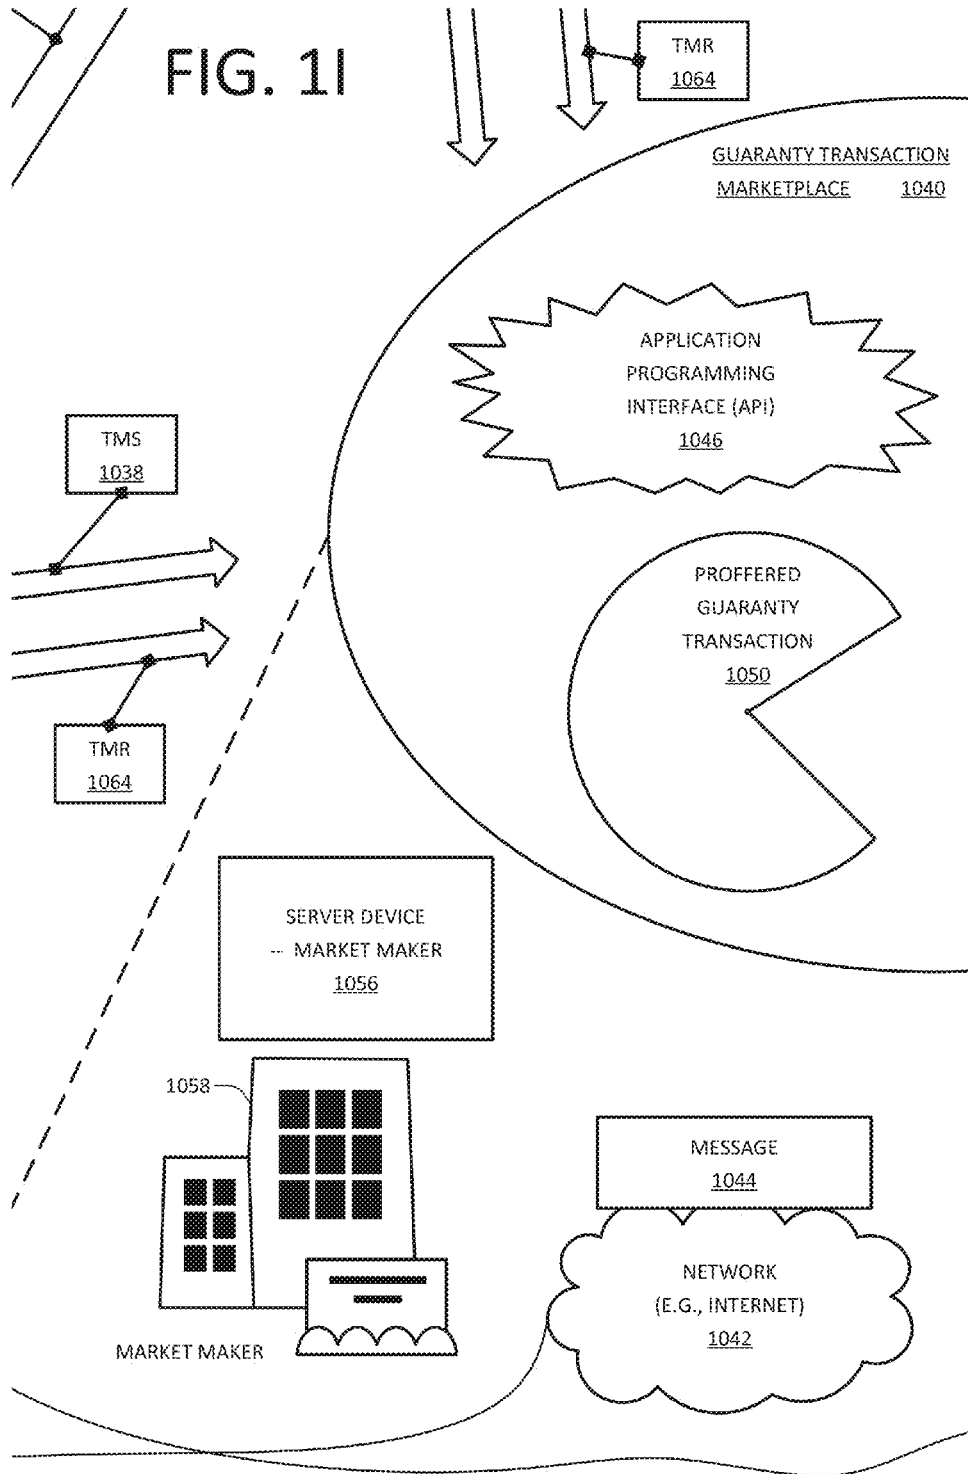 FIG. 1I
TMR
1064
GUARANTY TRANSACTION
MARKETPLACE 1040
APPLICATION
PROGRAMMING
INTERFACE (API)
1046
TMS
1038
PROFFERED
GUARANTY
TRANSACTION
1050
TMR
1064
SERVER DEVICE
-- MARKET MAKER
1056
1058
MESSAGE
1044
NETWORK
(E.G., INTERNET)
1042
MARKET MAKER